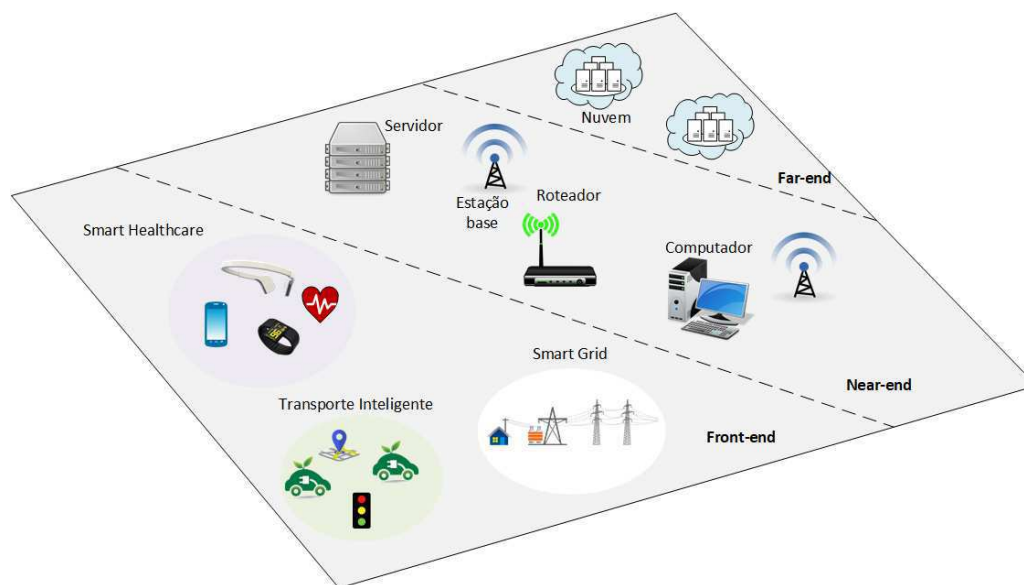 Nuvem
Far-end
Servidor
Estação
base
Roteador
Computador
Near-end
Smart Healthcare
Smart Grid
Transporte Inteligente
Front-end